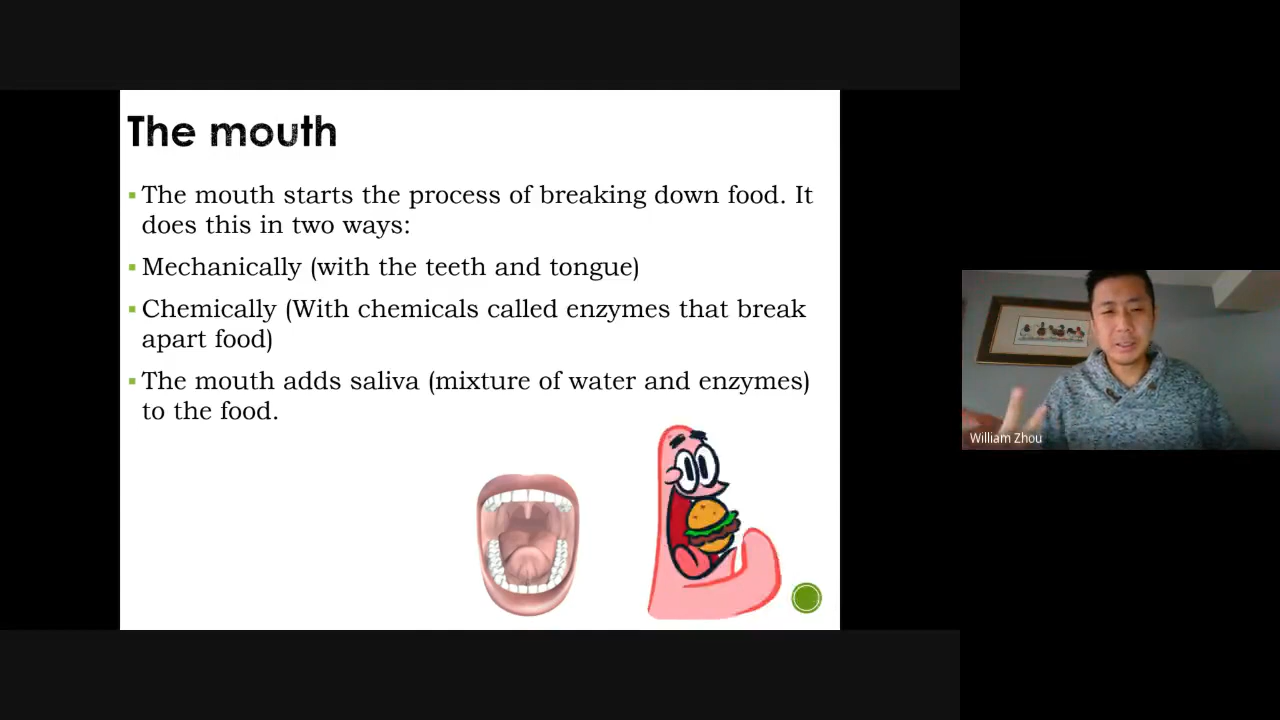 The mouth
The mouth starts the process of breaking down food. It
does this in two ways:
Mechanically (with the teeth and tongue)
Chemically (With chemicals called enzymes that break
apart food)
The mouth adds saliva (mixture of water and enzymes)
to the food.
William Zhou